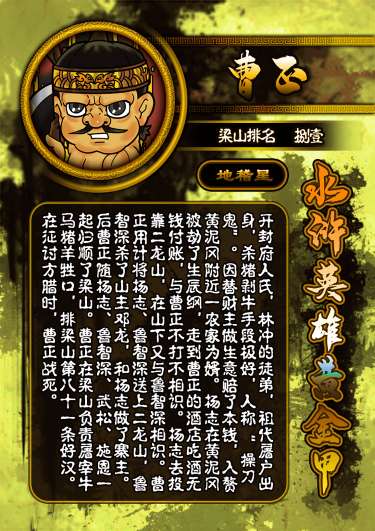 曹正
梁山排名 捌壹
地稽星
水浒英雄黄金甲
开封府人氏，林冲的徒弟，祖代屠户出
身，杀猪剥牛手段极好，人称：“操刀
鬼”。因替财主做生意赔了本钱，入赘
黄泥冈附近一农家为婿。杨志在黄泥冈
被劫了生辰纲，走到曹正的酒店吃酒无
钱付账，与曹正不打不相识。杨志去投
靠二龙山，在山下又与鲁智深相识。曹
正用计将杨志、鲁智深送上二龙山，鲁
智深杀了山主邓龙，和杨志做了寨主。
后曹正随杨志、鲁智深、武松、施恩一
起归顺了梁山。曹正在梁山负责屠宰牛
马猪羊牲口，排梁山第八十一条好汉。
在征讨方腊时，曹正战死。